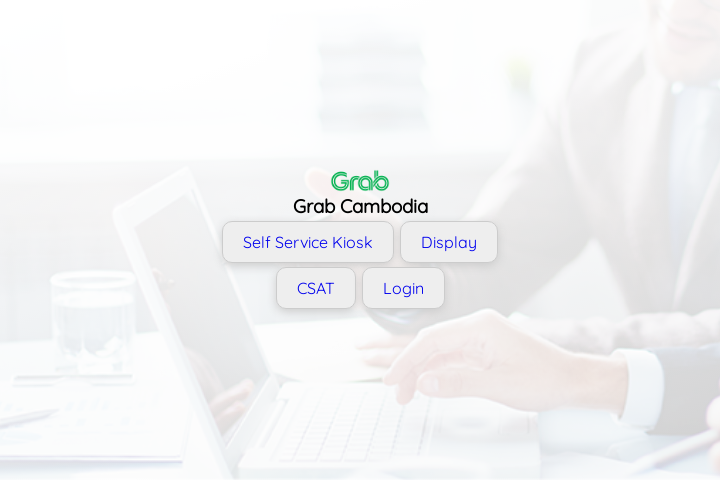 Grab
Grab Cambodia
Self Service Kiosk
Display
CSAT
Login